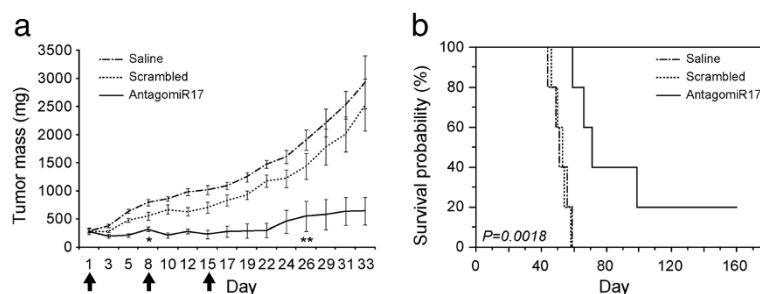 a
3500
3000
2500
2000
1500
1000
500
0
Tumor mass (mg)
Saline
Scrambled
AntagomiR17
* **
1 3 5 8 10 12 15 17 19 22 24 26 29 31 33
Day
b
100
80
60
40
20
0
Survival probability (%)
Saline
Scrambled
AntagomiR17
P=0.0018
0 40 80 120 160
Day